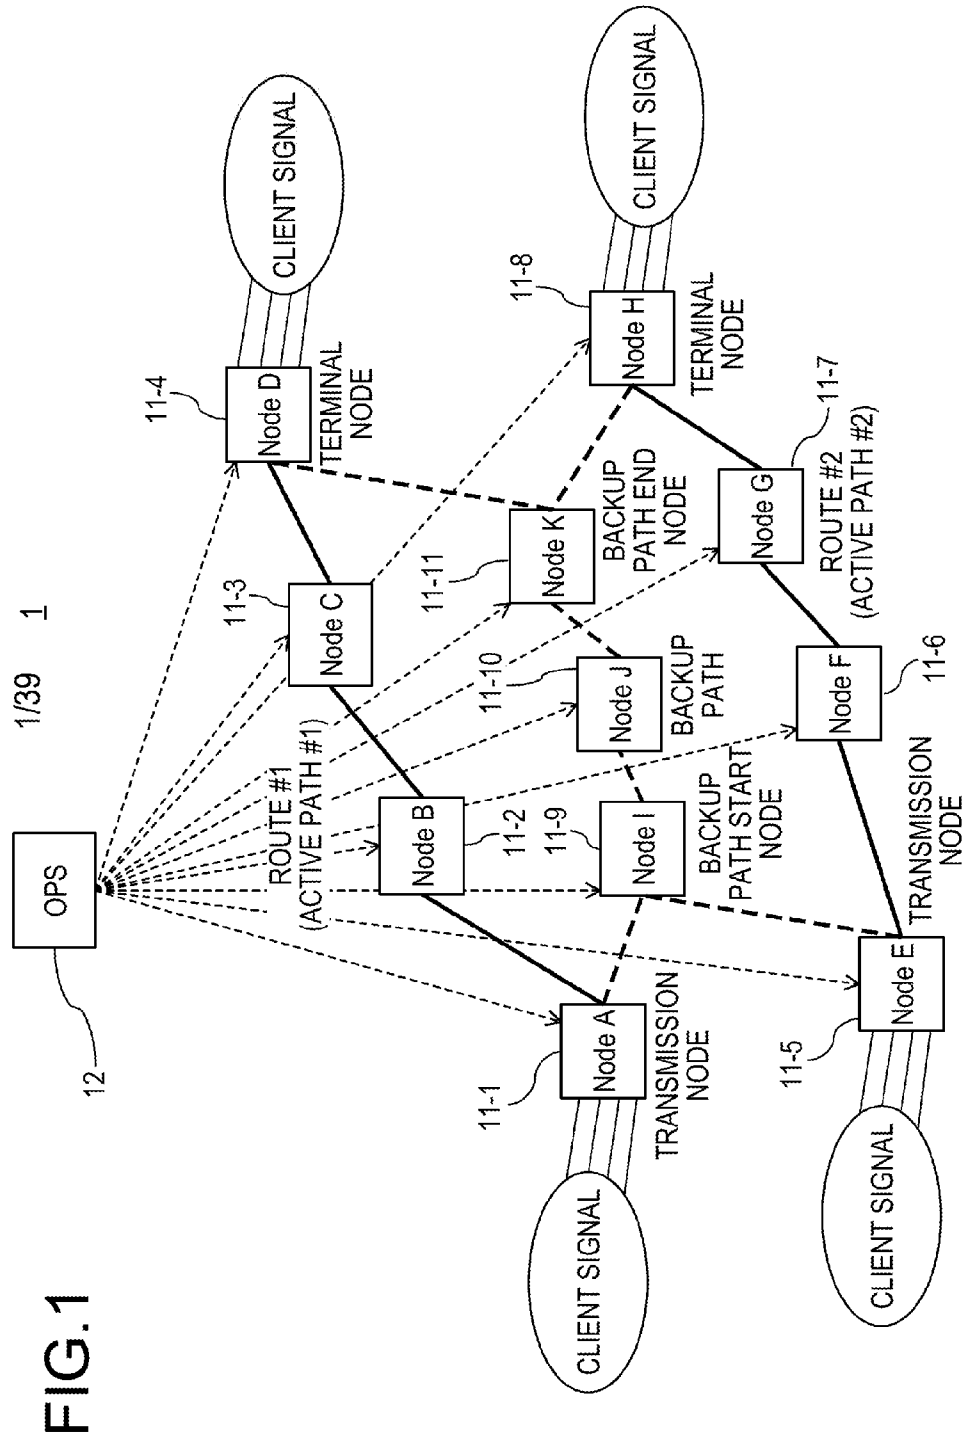 FIG.1
1/39
1
12
OPS
11-1
Node A
TRANSMISSION
NODE
CLIENT SIGNAL
ROUTE #1
(ACTIVE PATH #1)
11-2
Node B
11-3
Node C
11-4
Node D
TERMINAL
NODE
CLIENT SIGNAL
11-9
Node I
BACKUP
PATH START
NODE
11-10
Node J
BACKUP
PATH
11-11
Node K
BACKUP
PATH END
NODE
11-8
Node H
TERMINAL
NODE
CLIENT SIGNAL
11-5
Node E
TRANSMISSION
NODE
CLIENT SIGNAL
11-6
Node F
11-7
Node G
ROUTE #2
(ACTIVE PATH #2)